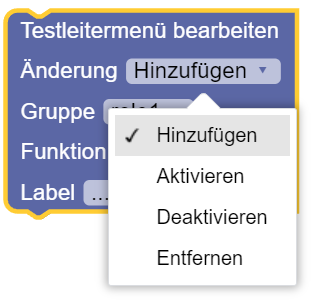 Testleitermenü bearbeiten
Änderung Hinzufügen
Gruppe
Funktion
Label ...
Hinzufügen
Aktivieren
Deaktivieren
Entfernen